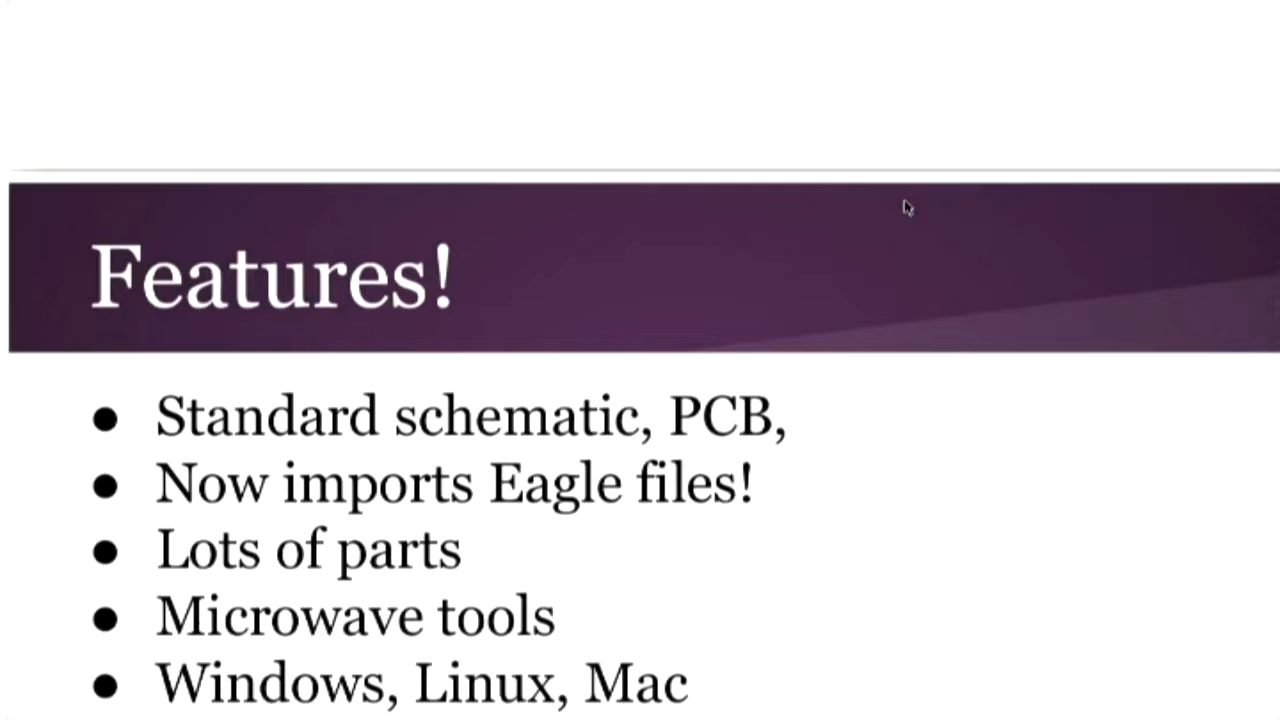 Features!
● Standard schematic, PCB,
● Now imports Eagle files!
● Lots of parts
● Microwave tools
● Windows, Linux, Mac